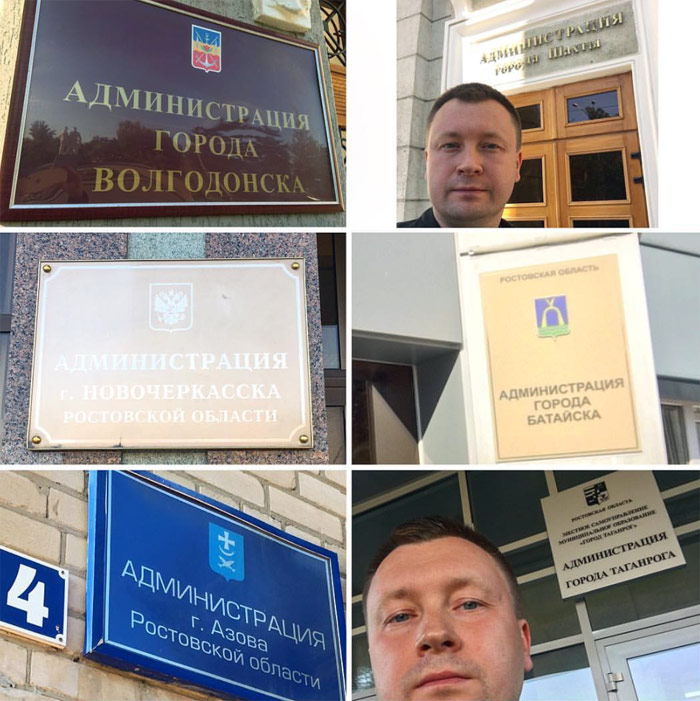 АДМИНИСТРАЦИЯ
ГОРОДА
ВОЛГОДОНСКА
АДМИНИСТРАЦИЯ
города Шахты
АДМИНИСТРАЦИЯ
г. НОВОЧЕРКАССКА
РОСТОВСКОЙ ОБЛАСТИ
РОСТОВСКАЯ ОБЛАСТЬ
АДМИНИСТРАЦИЯ
ГОРОДА
БАТАЙСКА
4
АДМИНИСТРАЦИЯ
г. Азова
Ростовской области
РОСТОВСКАЯ ОБЛАСТЬ
МЕСТНОЕ САМОУПРАВЛЕНИЕ
МУНИЦИПАЛЬНОЕ ОБРАЗОВАНИЕ
«ГОРОД ТАГАНРОГ»
АДМИНИСТРАЦИЯ
ГОРОДА ТАГАНРОГА